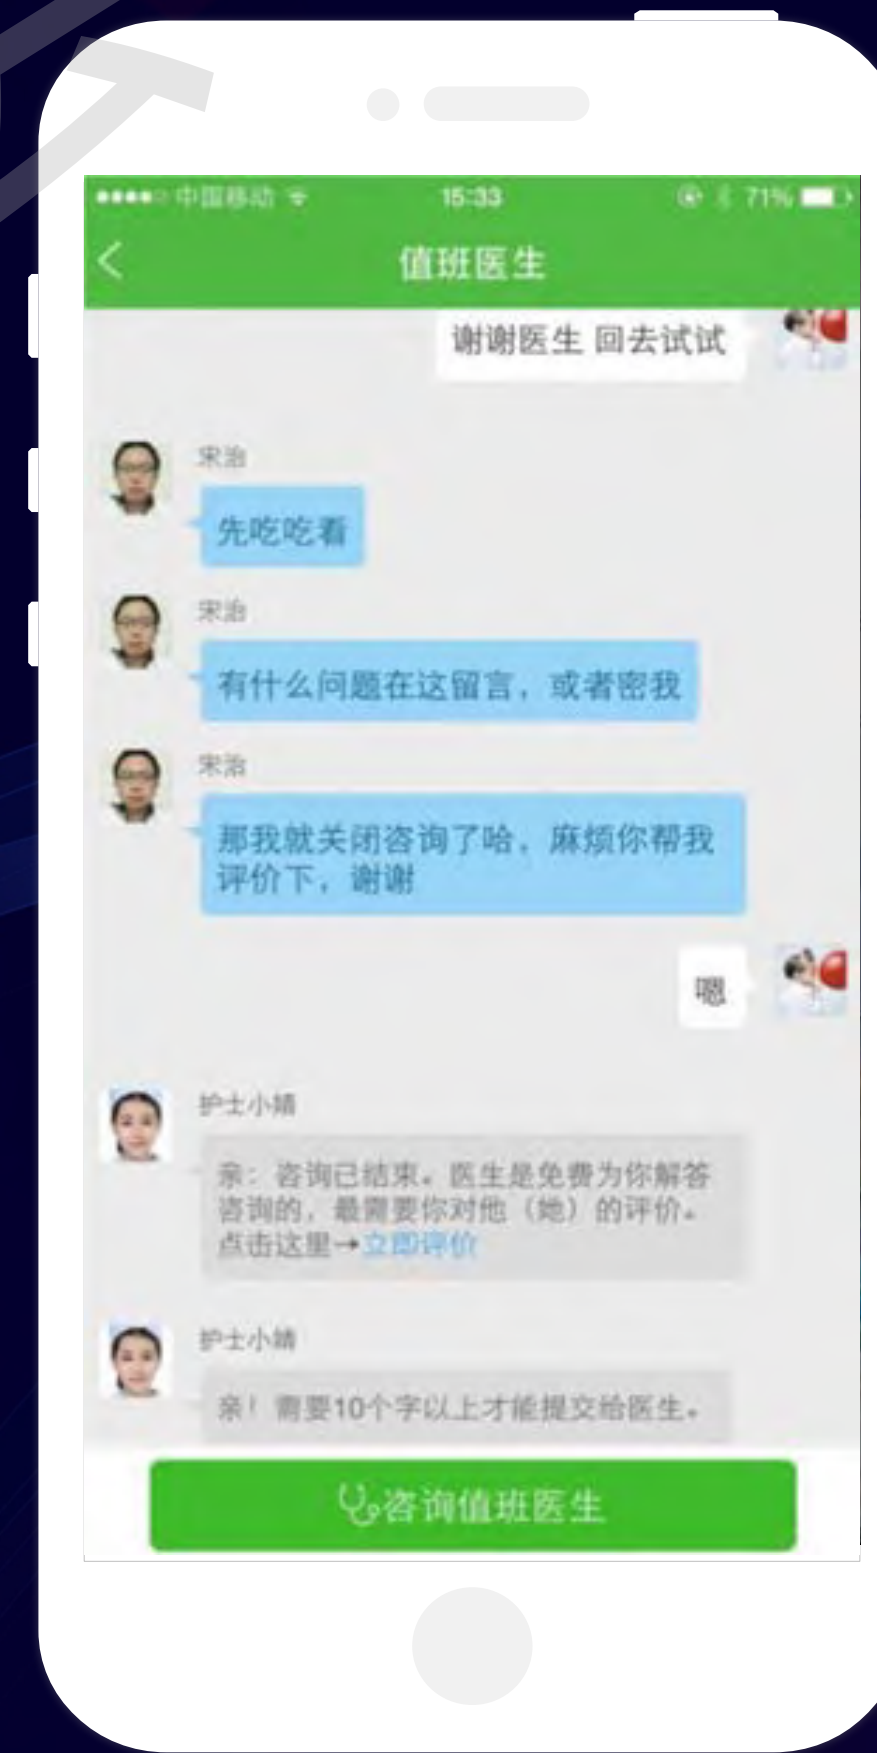 中国移动 15:33 71%
值班医生
谢谢医生 回去试试
宋治
先吃吃看
宋治
有什么问题在这留言，或者密我
宋治
那我就关闭咨询了哈，麻烦你帮我
评价下，谢谢
嗯
护士小婧
亲：咨询已结束。医生是免费为你解答
咨询的，最需要你对他（她）的评价。
点击这里→立即评价
护士小婧
亲！需要10个字以上才能提交给医生。
咨询值班医生